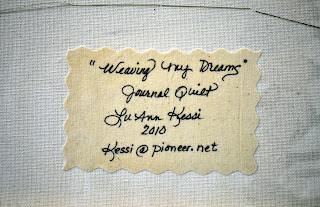 "Weaving my Dreams"
Journal Quilt
LuAnn Kessi
2010
Kessi@pioneer.net